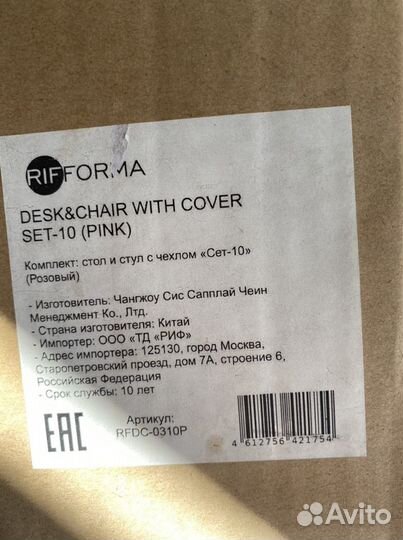 RIFFORMA
DESK&CHAIR WITH COVER
SET-10 (PINK)
Комплект: стол и стул с чехлом «Сет-10»
(Розовый)
- Изготовитель: Чангжоу Сис Сапплай Чеин
Менеджмент Ко., Лтд.
- Страна изготовителя: Китай
- Импортер: ООО «ТД «РИФ»
- Адрес импортера: 125130, город Москва,
Старопетровский проезд, дом 7А, строение 6,
Российская Федерация
- Срок службы: 10 лет
EAC
Артикул:
RFDC-0310P
4 612756 421754
Avito